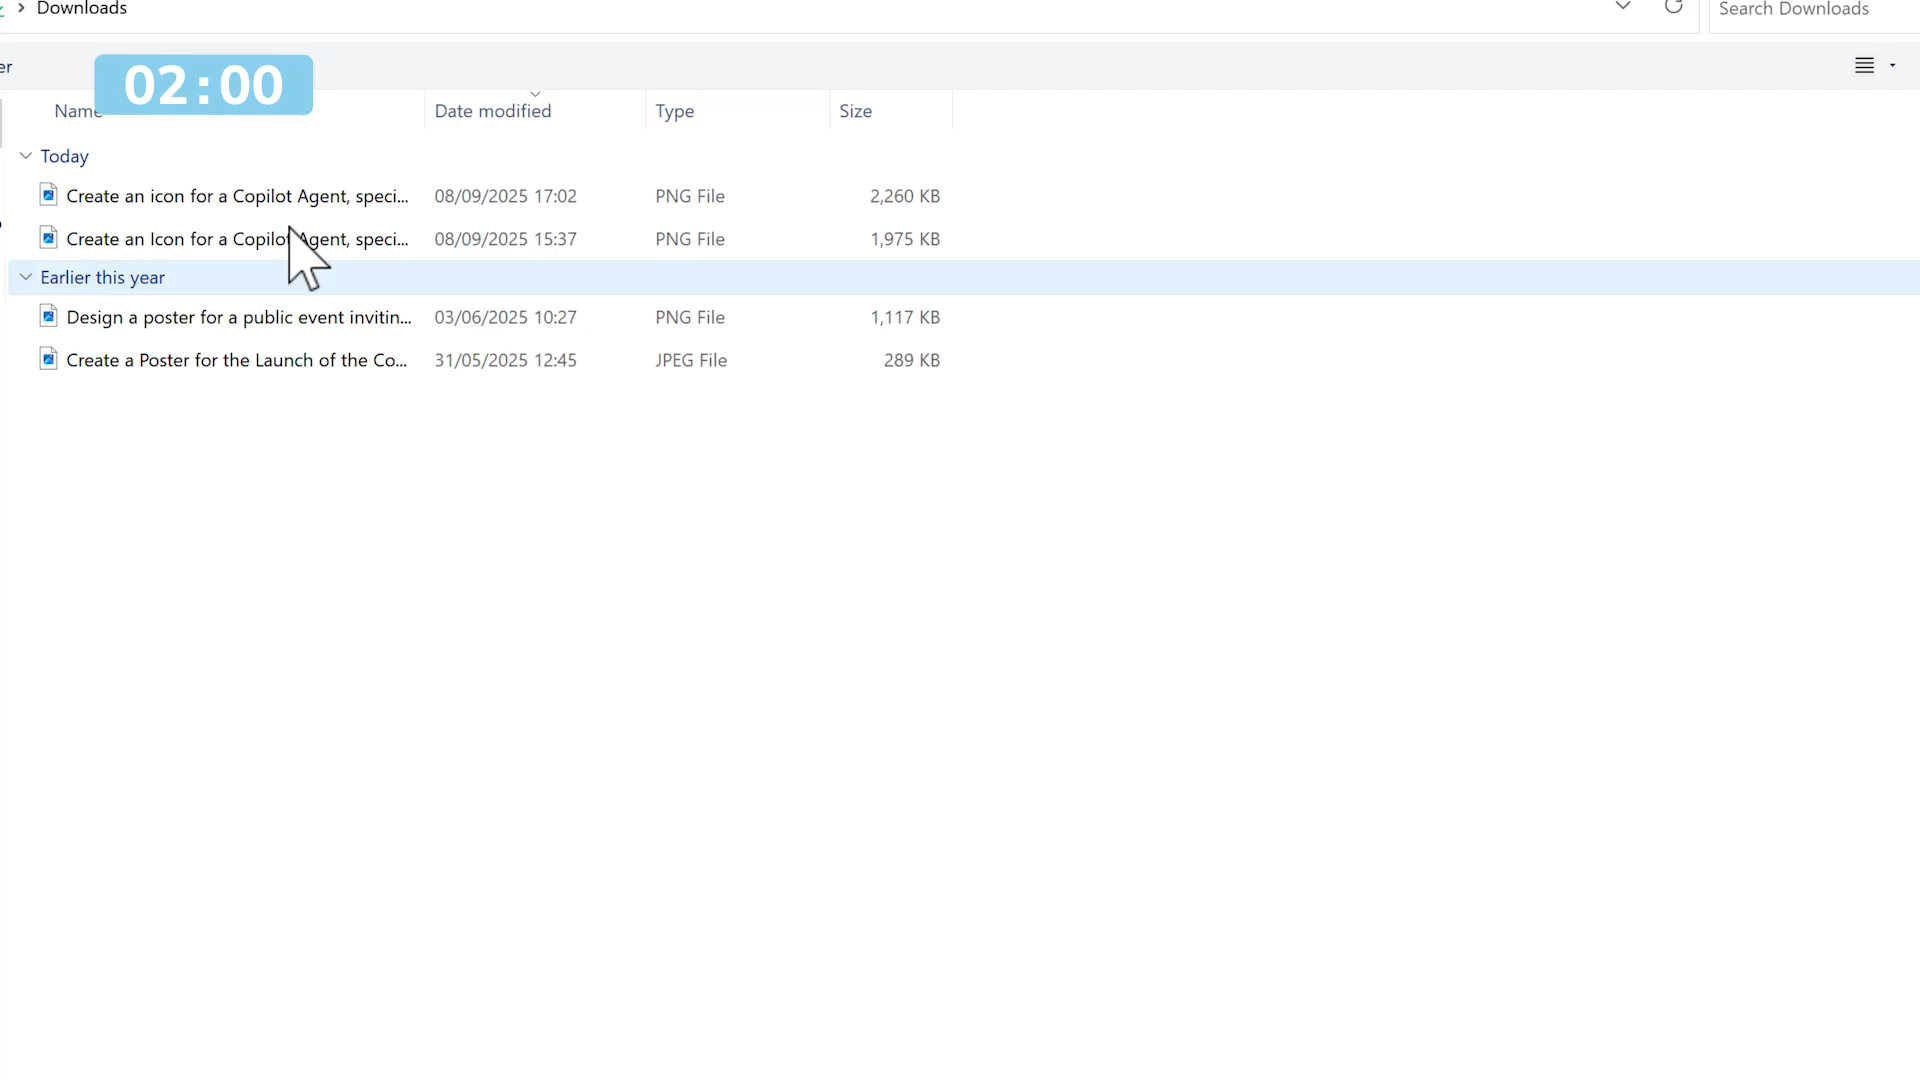 Downloads
Search Downloads
er
02:00
Name
Date modified
Type
Size
Today
Create an icon for a Copilot Agent, speci... 08/09/2025 17:02 PNG File 2,260 KB
Create an Icon for a Copilot Agent, speci... 08/09/2025 15:37 PNG File 1,975 KB
Earlier this year
Design a poster for a public event invitin... 03/06/2025 10:27 PNG File 1,117 KB
Create a Poster for the Launch of the Co... 31/05/2025 12:45 JPEG File 289 KB